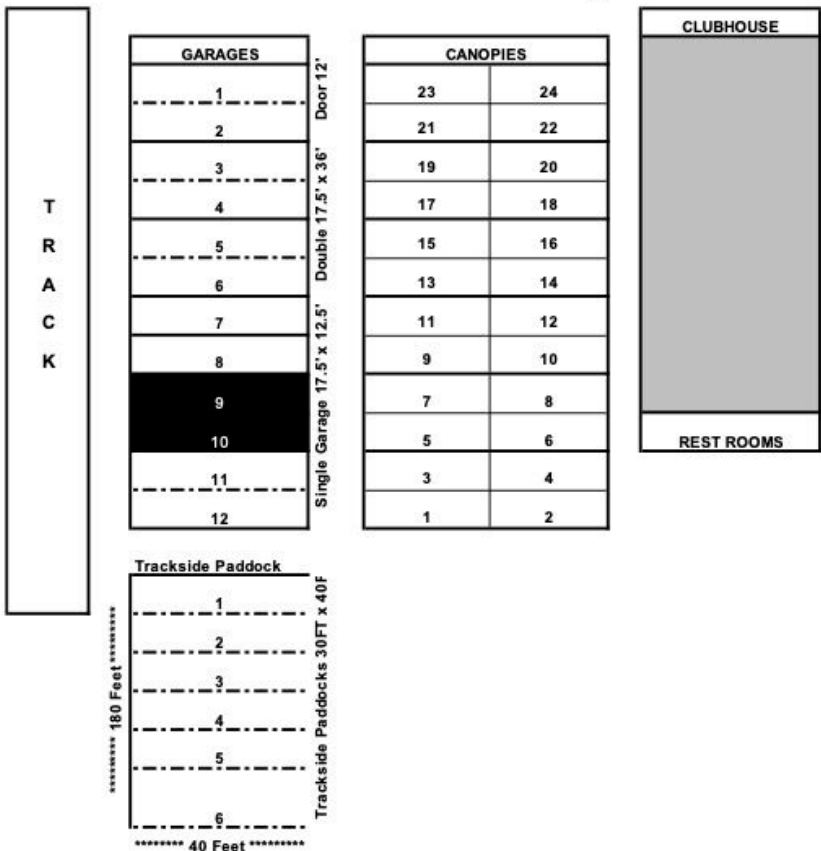 CLUBHOUSE
GARAGES
CANOPIES
1
2
3
4
5
6
7
8
9
10
11
12
Door 12'
Double 17.5' x 36'
Single Garage 17.5' x 12.5'
23 24
21 22
19 20
17 18
15 16
13 14
11 12
9 10
7 8
5 6
3 4
1 2
REST ROOMS
T
R
A
C
K
Trackside Paddock
1
2
3
4
5
6
Trackside Paddocks 30FT x 40F
********* 180 Feet *********
******** 40 Feet *********